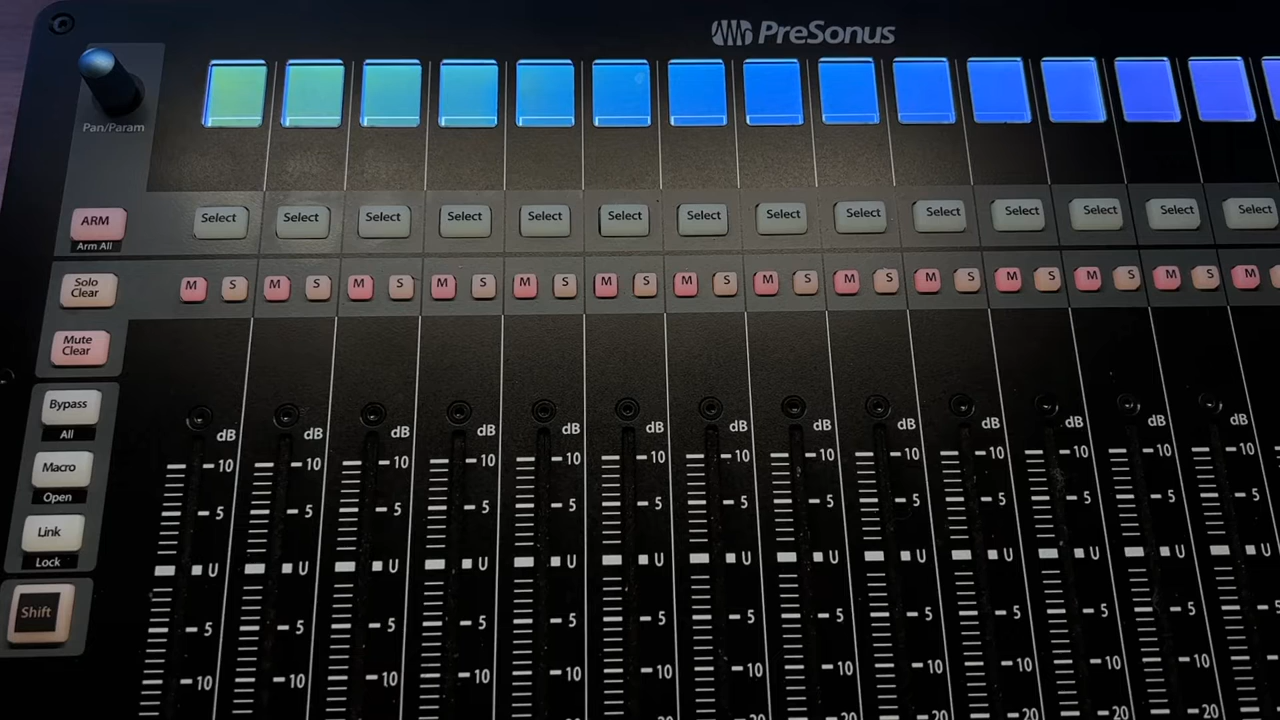 PreSonus
Pan/Param
ARM
Arm All
Select Select Select Select Select Select Select Select Select Select Select Select Select Select
Solo
Clear
M S M S M S M S M S M S M S M S M S M S M S M S M S M
Mute
Clear
Bypass
All
Macro
Open
Link
Lock
Shift
dB dB dB dB dB dB dB dB dB dB dB dB dB
10 10 10 10 10 10 10 10 10 10 10 10 10
5 5 5 5 5 5 5 5 5 5 5 5 5
U U U U U U U U U U U U U
5 5 5 5 5 5 5 5 5 5 5 5 5
10 10 10 10 10 10 10 10 10 10 10 10 10
20 20 20 20 20 20 20 20